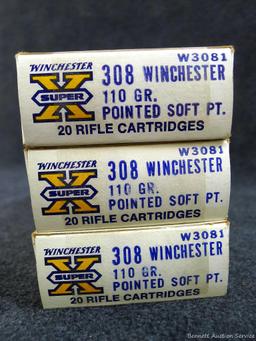 W3081
WINCHESTER
X
SUPER
308 WINCHESTER
110 GR.
POINTED SOFT PT.
20 RIFLE CARTRIDGES
W3081
WINCHESTER
X
SUPER
308 WINCHESTER
110 GR.
POINTED SOFT PT.
20 RIFLE CARTRIDGES
W3081
WINCHESTER
X
SUPER
308 WINCHESTER
110 GR.
POINTED SOFT PT.
20 RIFLE CARTRIDGES
Bennett Auction Service